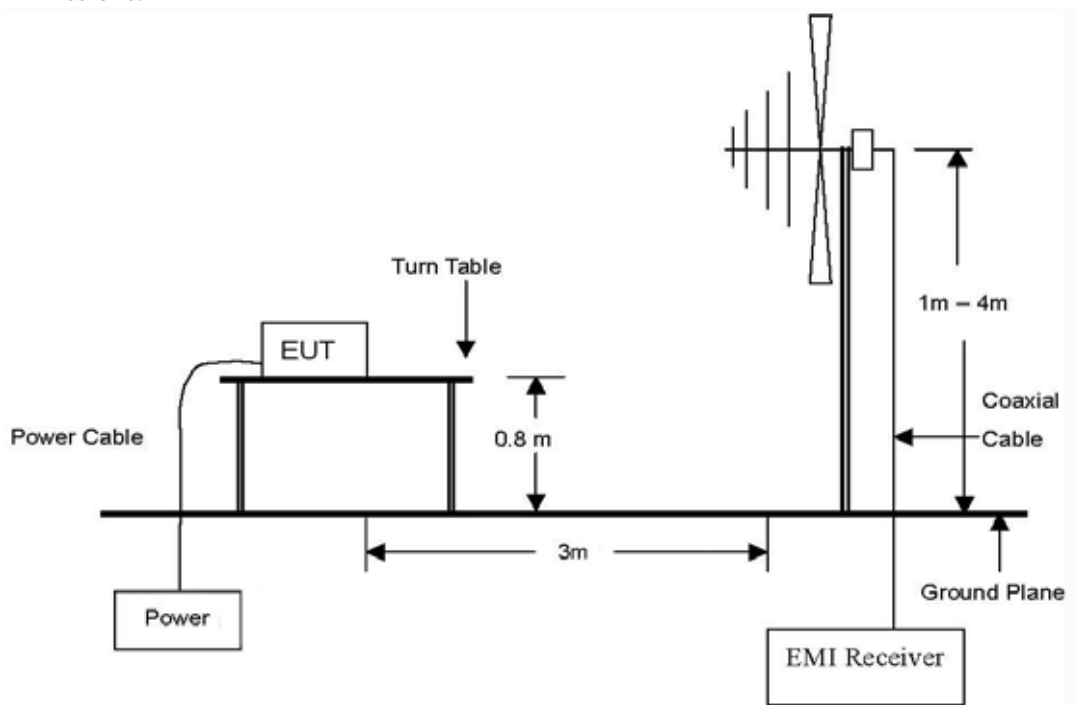 Turn Table
EUT
1m – 4m
Power Cable
0.8 m
Coaxial
Cable
3m
Ground Plane
Power
EMI Receiver